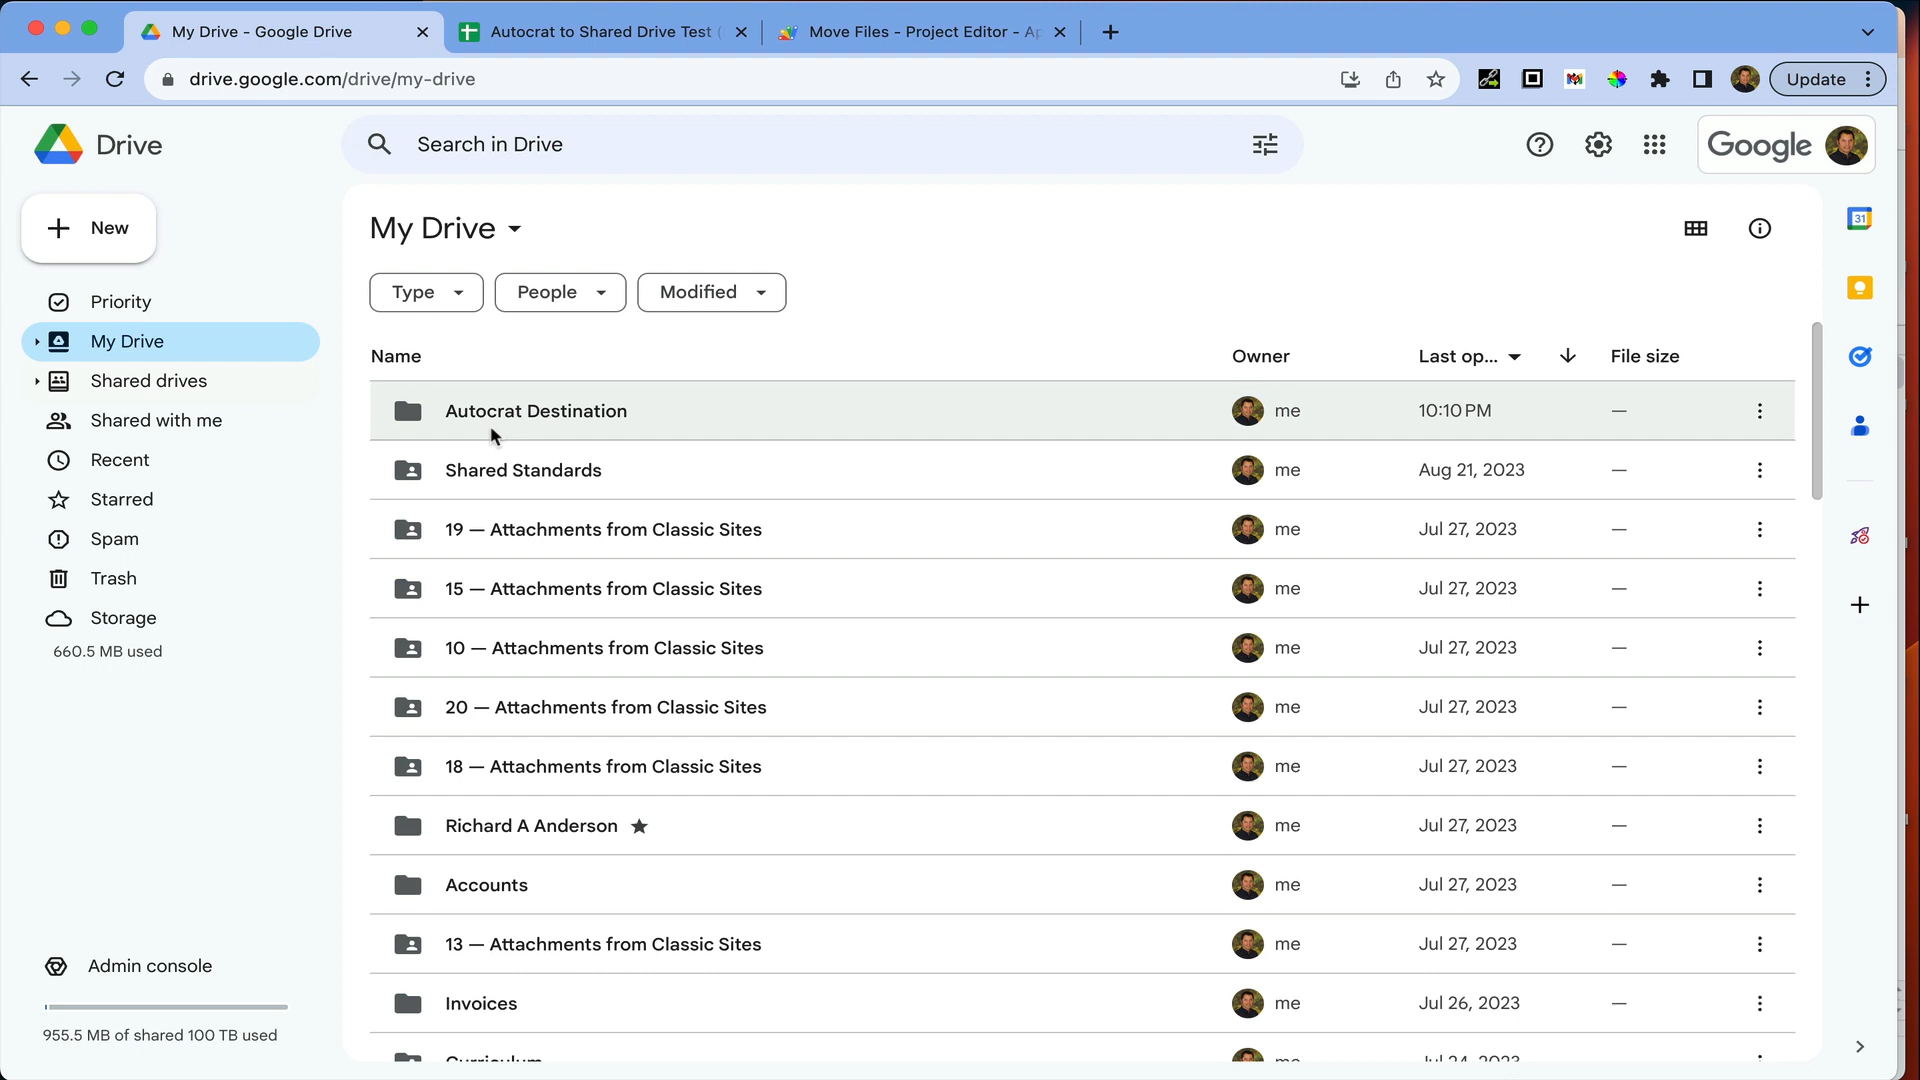 My Drive - Google Drive
Autocrat to Shared Drive Test (
Move Files - Project Editor - Ap
drive.google.com/drive/my-drive
Update
Drive
Search in Drive
Google
New
My Drive
31
Type
People
Modified
Priority
My Drive
Shared drives
Shared with me
Recent
Starred
Spam
Trash
Storage
660.5 MB used
Admin console
955.5 MB of shared 100 TB used
Name Owner Last op... File size
Autocrat Destination me 10:10 PM —
Shared Standards me Aug 21, 2023 —
19 — Attachments from Classic Sites me Jul 27, 2023 —
15 — Attachments from Classic Sites me Jul 27, 2023 —
10 — Attachments from Classic Sites me Jul 27, 2023 —
20 — Attachments from Classic Sites me Jul 27, 2023 —
18 — Attachments from Classic Sites me Jul 27, 2023 —
Richard A Anderson me Jul 27, 2023 —
Accounts me Jul 27, 2023 —
13 — Attachments from Classic Sites me Jul 27, 2023 —
Invoices me Jul 26, 2023 —
Curriculum me Jul 24, 2023